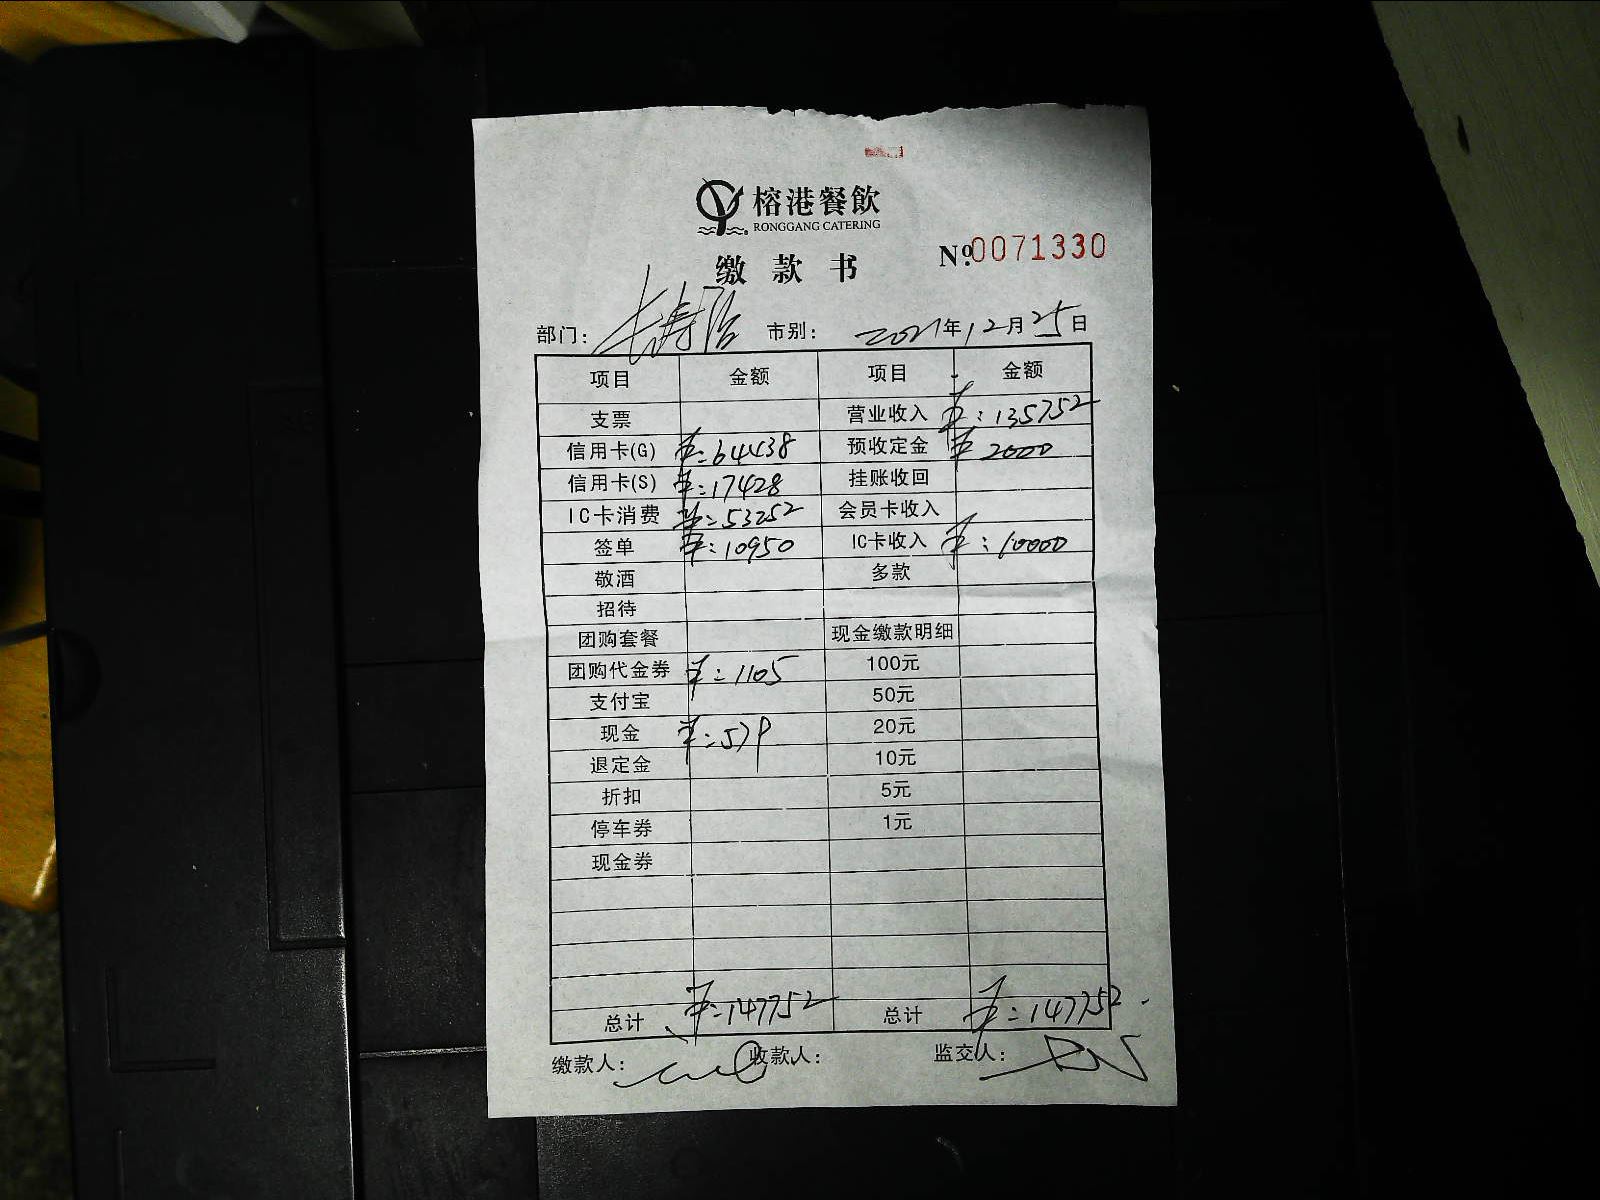 榕港餐飲
RONGGANG CATERING
缴款书
Nº:0071330
部门: 长寿路 市别: 2021年12月25日
项目 金额 项目 金额
支票 营业收入 ¥:135752
信用卡(G) ¥:64438 预收定金 ¥2000
信用卡(S) ¥:17428 挂账收回
IC卡消费 ¥:53252 会员卡收入
签单 ¥:10950 IC卡收入 ¥:10000
敬酒 多款
招待
团购套餐 现金缴款明细
团购代金券 ¥:1105 100元
支付宝 50元
现金 ¥:579 20元
退定金 10元
折扣 5元
停车券 1元
现金券
总计 ¥:147752 总计 ¥:147752
缴款人: 收款人: 监交人: